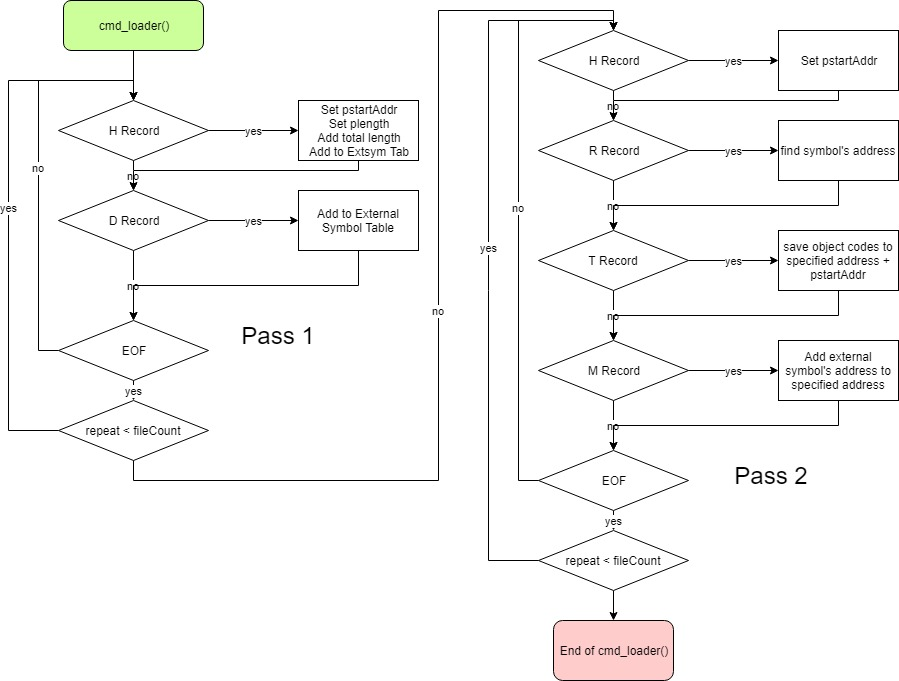 cmd_loader()
H Record
yes
Set pstartAddr
Set plength
Add total length
Add to Extsym Tab
no
no
D Record
yes
Add to External
Symbol Table
yes
no
EOF
Pass 1
yes
repeat < fileCount
no
H Record
yes
Set pstartAddr
no
R Record
yes
find symbol's address
no
no
yes
T Record
yes
save object codes to
specified address +
pstartAddr
no
M Record
yes
Add external
symbol's address to
specified address
no
EOF
Pass 2
yes
repeat < fileCount
End of cmd_loader()